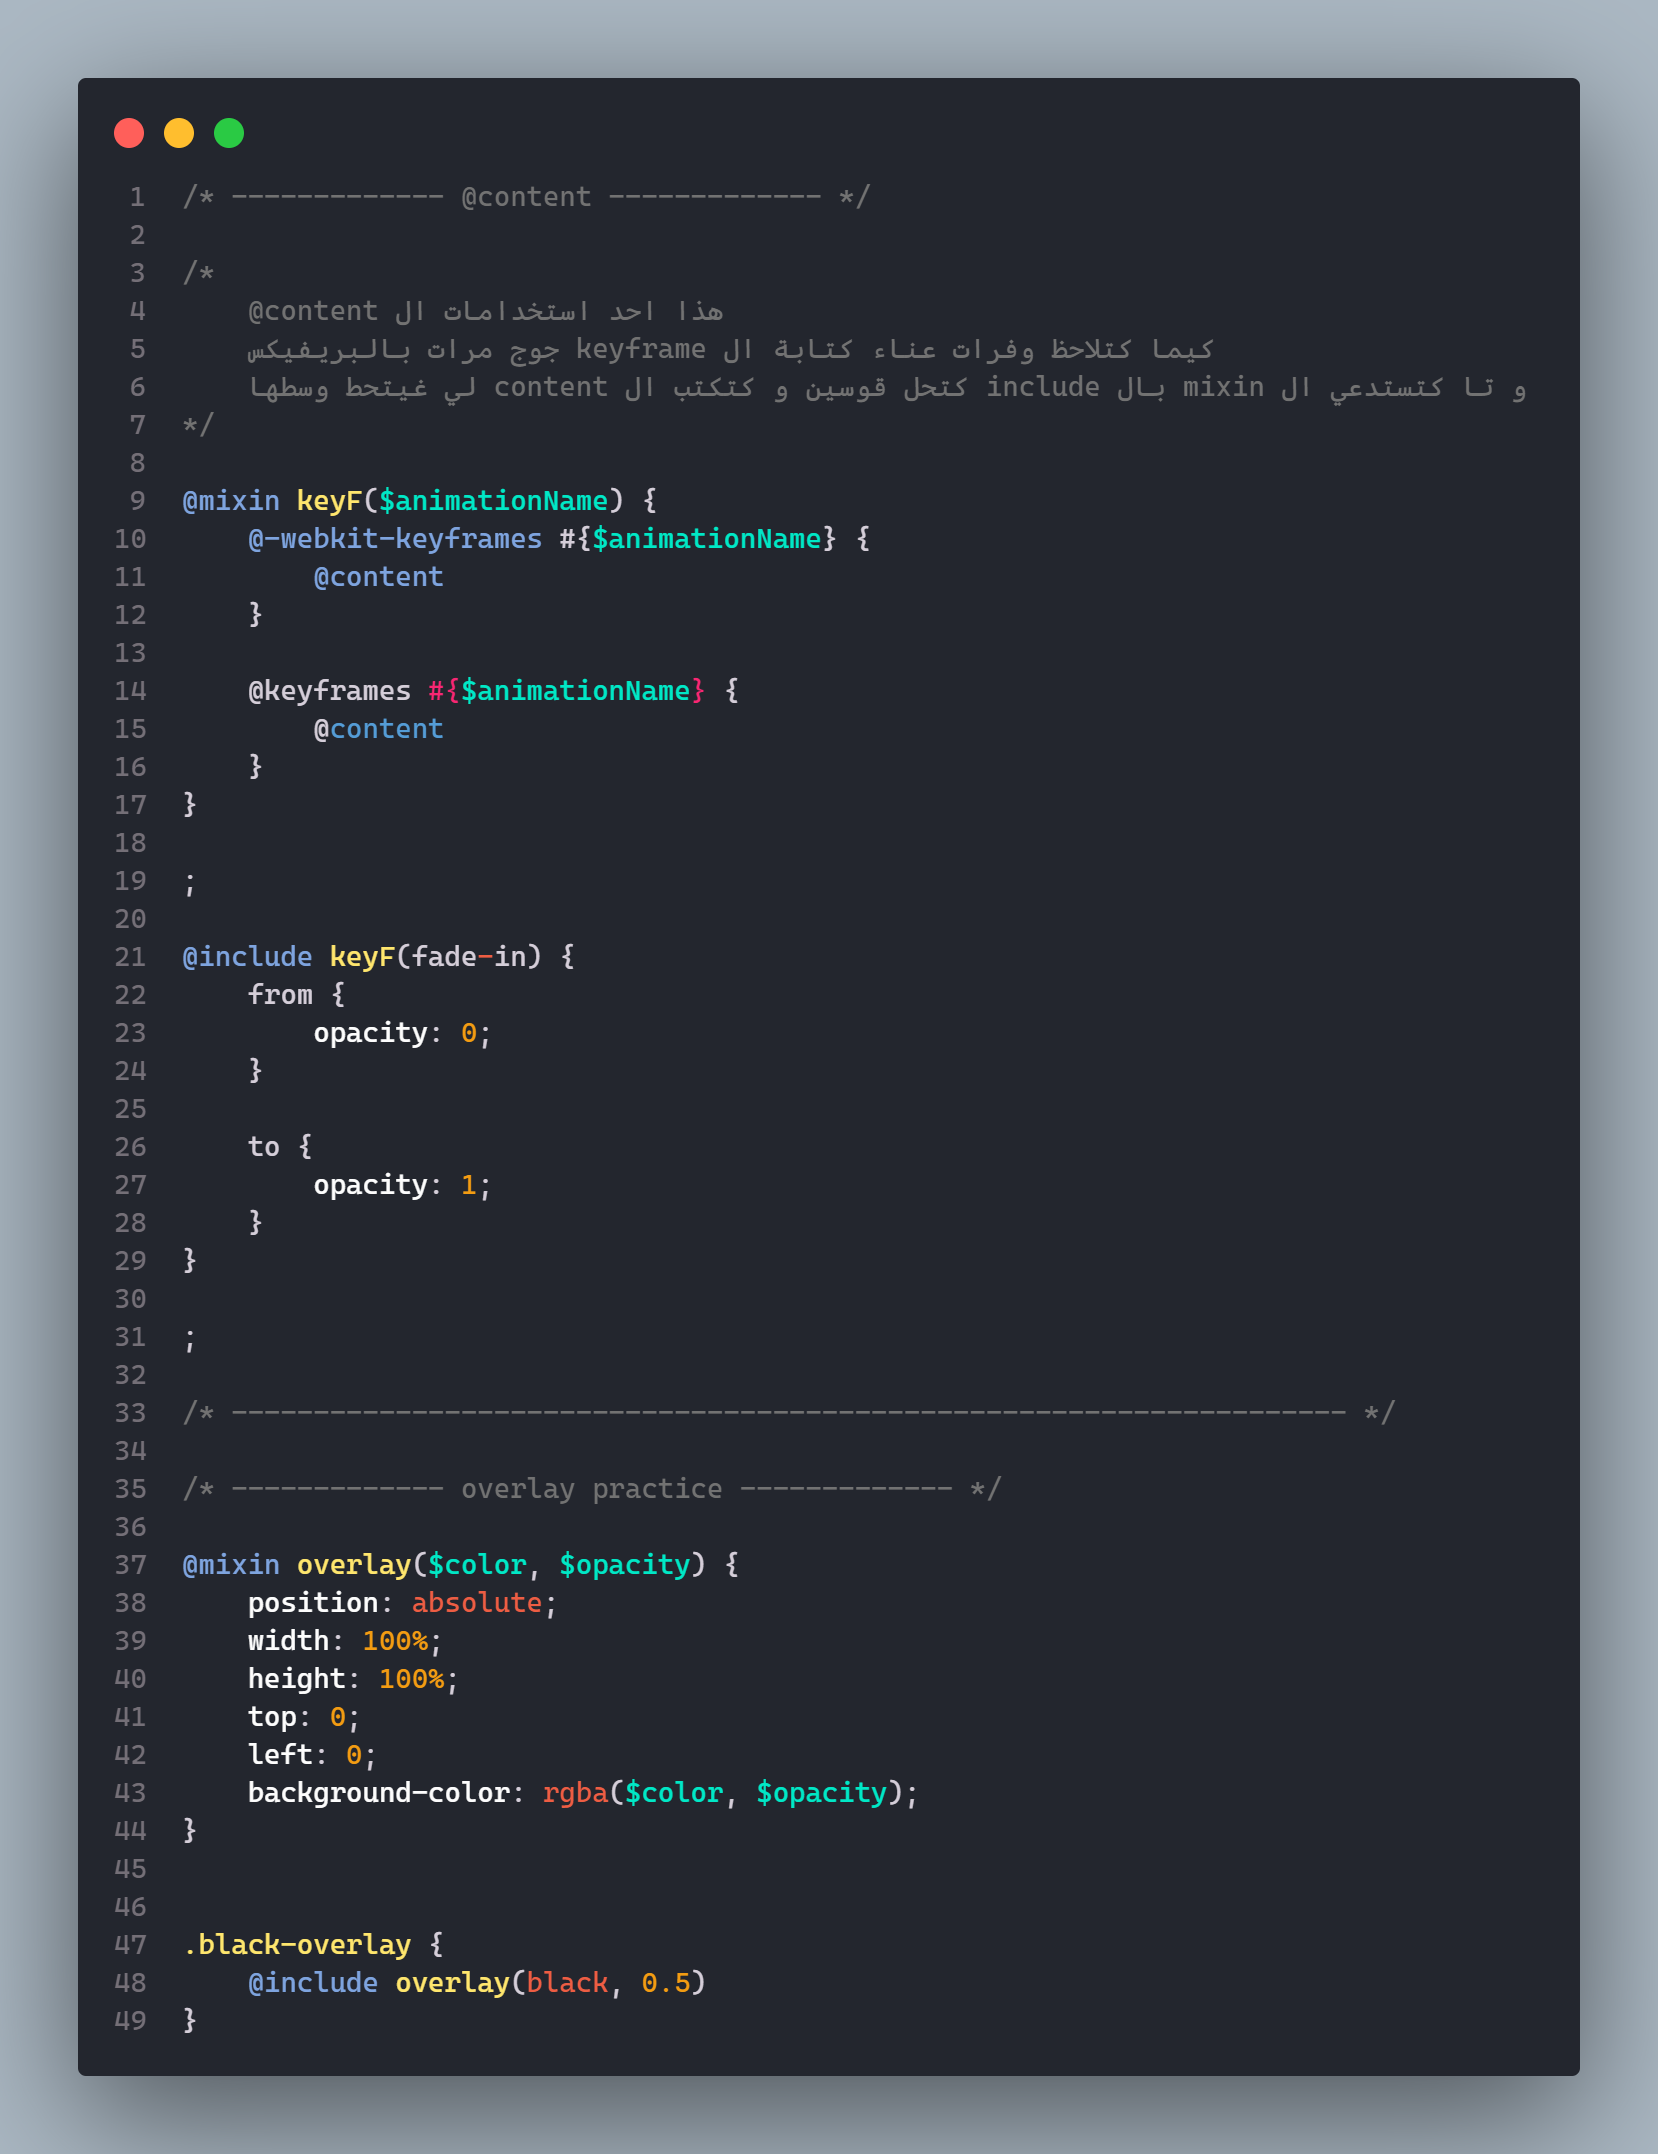 1 /* ------------- @content ------------- */
2
3 /*
4 هذا احد استخدامات ال @content
5 كيما كتلاحظ وفرات عناء كتابة ال keyframe جوج مرات بالبريفيكس
6 و تا كتستدعي ال mixin بال include كتحل قوسين و كتكتب ال content لي غيتحط وسطها
7 */
8
9 @mixin keyF($animationName) {
10 @-webkit-keyframes #{$animationName} {
11 @content
12 }
13
14 @keyframes #{$animationName} {
15 @content
16 }
17 }
18
19 ;
20
21 @include keyF(fade-in) {
22 from {
23 opacity: 0;
24 }
25
26 to {
27 opacity: 1;
28 }
29 }
30
31 ;
32
33 /* -------------------------------------------------------------------- */
34
35 /* ------------- overlay practice ------------- */
36
37 @mixin overlay($color, $opacity) {
38 position: absolute;
39 width: 100%;
40 height: 100%;
41 top: 0;
42 left: 0;
43 background-color: rgba($color, $opacity);
44 }
45
46
47 .black-overlay {
48 @include overlay(black, 0.5)
49 }